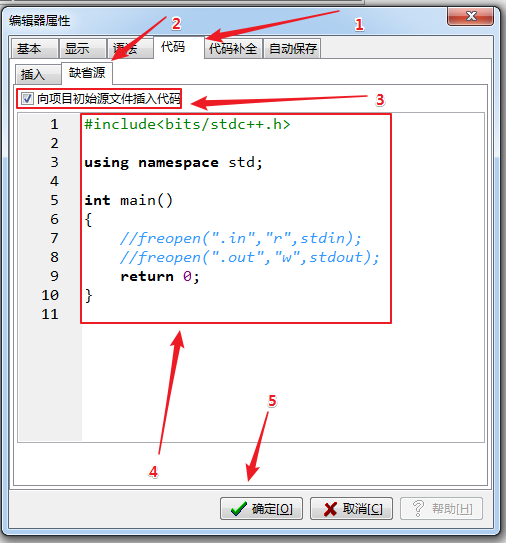 编辑器属性
1
2
基本 显示 语法 代码 代码补全 自动保存
插入 缺省源
向项目初始源文件插入代码
3
1 #include<bits/stdc++.h>
2
3 using namespace std;
4
5 int main()
6 {
7 //freopen(".in","r",stdin);
8 //freopen(".out","w",stdout);
9 return 0;
10 }
11
5
4
确定[O] 取消[C] 帮助[H]